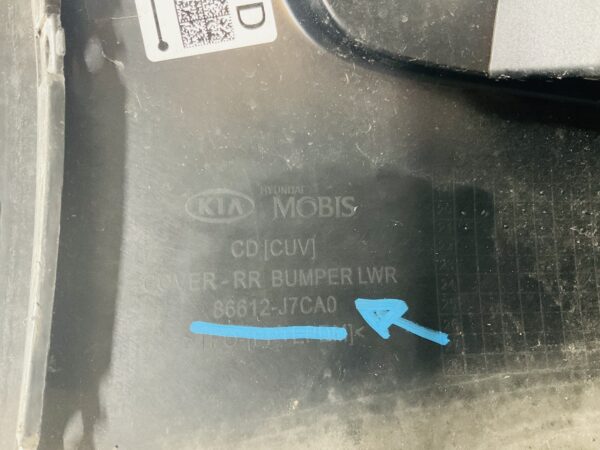 D
KIA HYUNDAI MOBIS
CD [CUV]
COVER - RR BUMPER LWR
86612-J7CA0